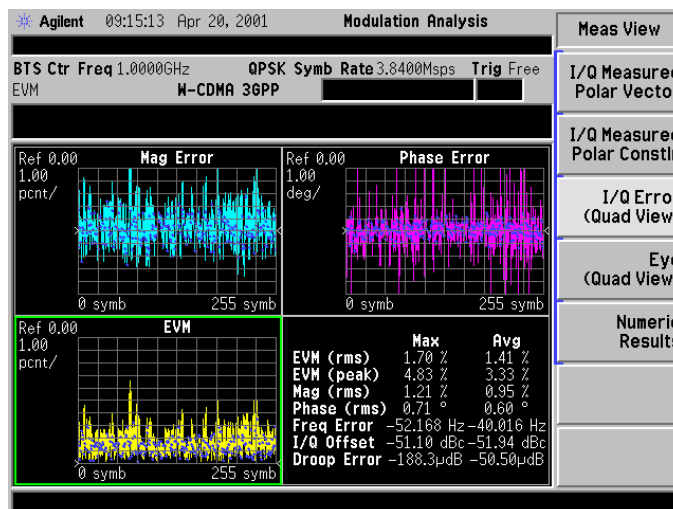 Agilent 09:15:13 Apr 20, 2001 Modulation Analysis
Meas View
BTS Ctr Freq 1.0000GHz QPSK Symb Rate 3.8400Msps Trig Free
EVM W-CDMA 3GPP
I/Q Measured
Polar Vecto
I/Q Measured
Polar Constl
I/Q Erro
(Quad View
Ey
(Quad View
Numeri
Result
Ref 0.00 Mag Error
1.00
pcnt/
0 symb 255 symb
Ref 0.00 Phase Error
1.00
deg/
0 symb 255 symb
Ref 0.00 EVM
1.00
pcnt/
0 symb 255 symb
Max Avg
EVM (rms) 1.70 % 1.41 %
EVM (peak) 4.83 % 3.33 %
Mag (rms) 1.21 % 0.95 %
Phase (rms) 0.71 ° 0.60 °
Freq Error -52.168 Hz -40.016 Hz
I/Q Offset -51.10 dBc -51.94 dBc
Droop Error -188.3µdB -50.50µdB